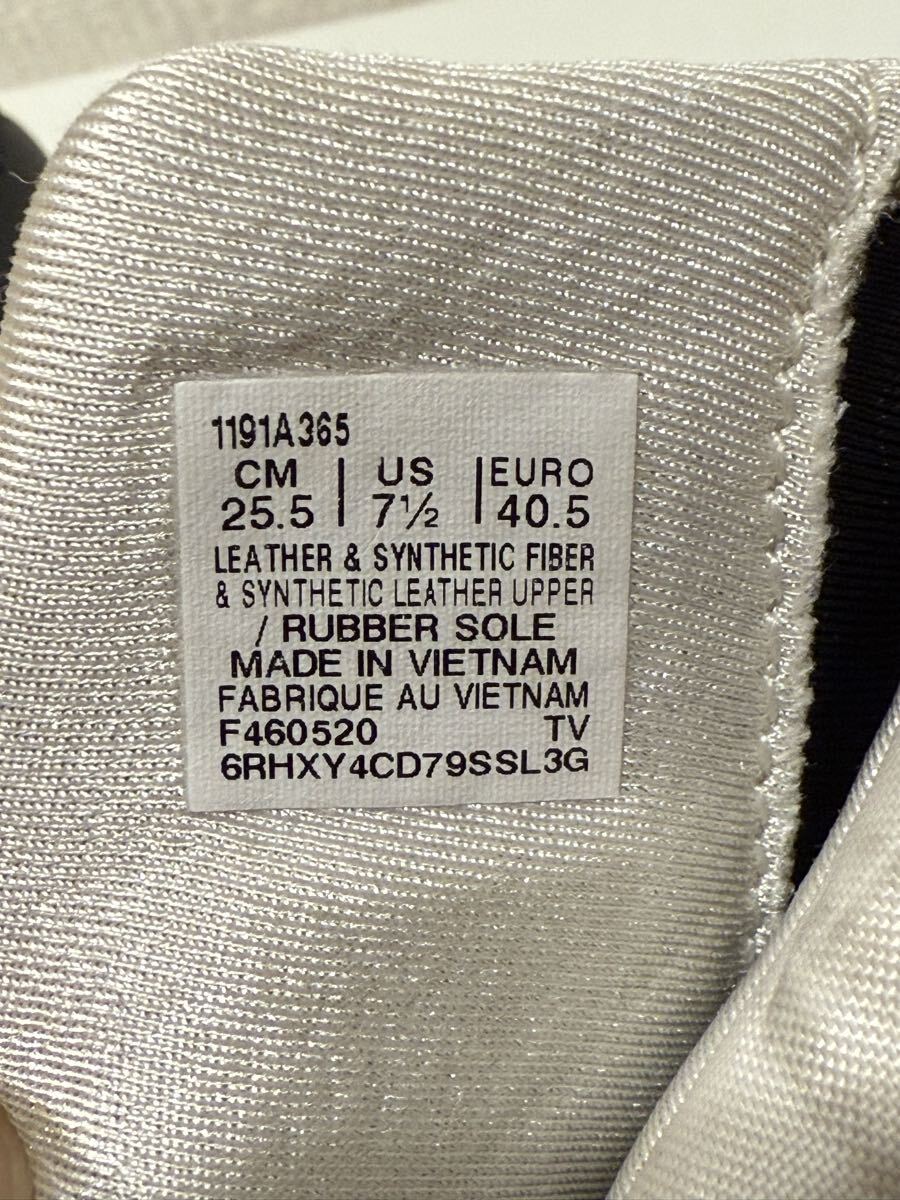 1191A365
CM | US | EURO
25.5 | 7½ | 40.5
LEATHER & SYNTHETIC FIBER
& SYNTHETIC LEATHER UPPER
/ RUBBER SOLE
MADE IN VIETNAM
FABRIQUE AU VIETNAM
F460520 TV
6RHXY4CD79SSL3G